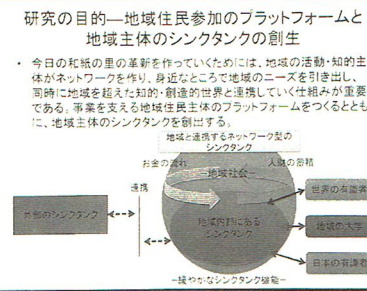 研究の目的―地域住民参加のプラットフォームと
地域主体のシンクタンクの創生
• 今日の和紙の里の革新を作っていくためには、地域の活動・知的主
体がネットワークを作り、身近なところで地域のニーズを引き出し、
同時に地域を超えた知的・創造的世界と連携していく仕組みが重要
である。事業を支える地域住民主体のプラットフォームをつくるととも
に、地域主体のシンクタンクを創出する。
地域と連携するネットワーク型の
シンクタンク
お金の流れ
人財の蓄積
―地域社会―
連携
世界の有識者
外部のシンクタンク
地域内部にある
シンクタンク
地域の大学
日本の有識者
―緩やかなシンクタンク機能―